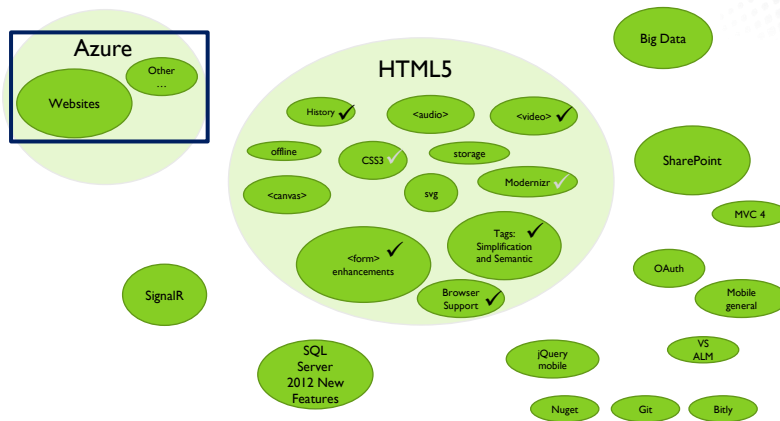 Azure
Websites
Other
…
HTML5
History
<audio>
<video>
offline
CSS3
storage
<canvas>
svg
Modernizr
<form>
enhancements
Tags:
Simplification
and Semantic
Browser
Support
Big Data
SharePoint
MVC 4
OAuth
Mobile
general
SignalR
SQL
Server
2012 New
Features
jQuery
mobile
VS
ALM
Nuget
Git
Bitly